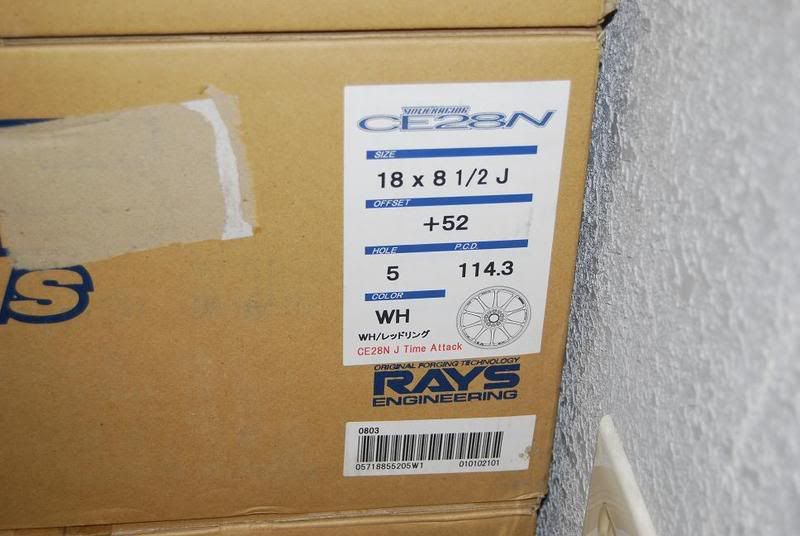 VOLK RACING
CE28N
SIZE
18 x 8 1/2 J
OFFSET
+52
HOLE P.C.D.
5 114.3
COLOR
WH
WH/レッドリング
CE28N J Time Attack
ORIGINAL FORGING TECHNOLOGY
RAYS
ENGINEERING
0803
05718855205W1 010102101